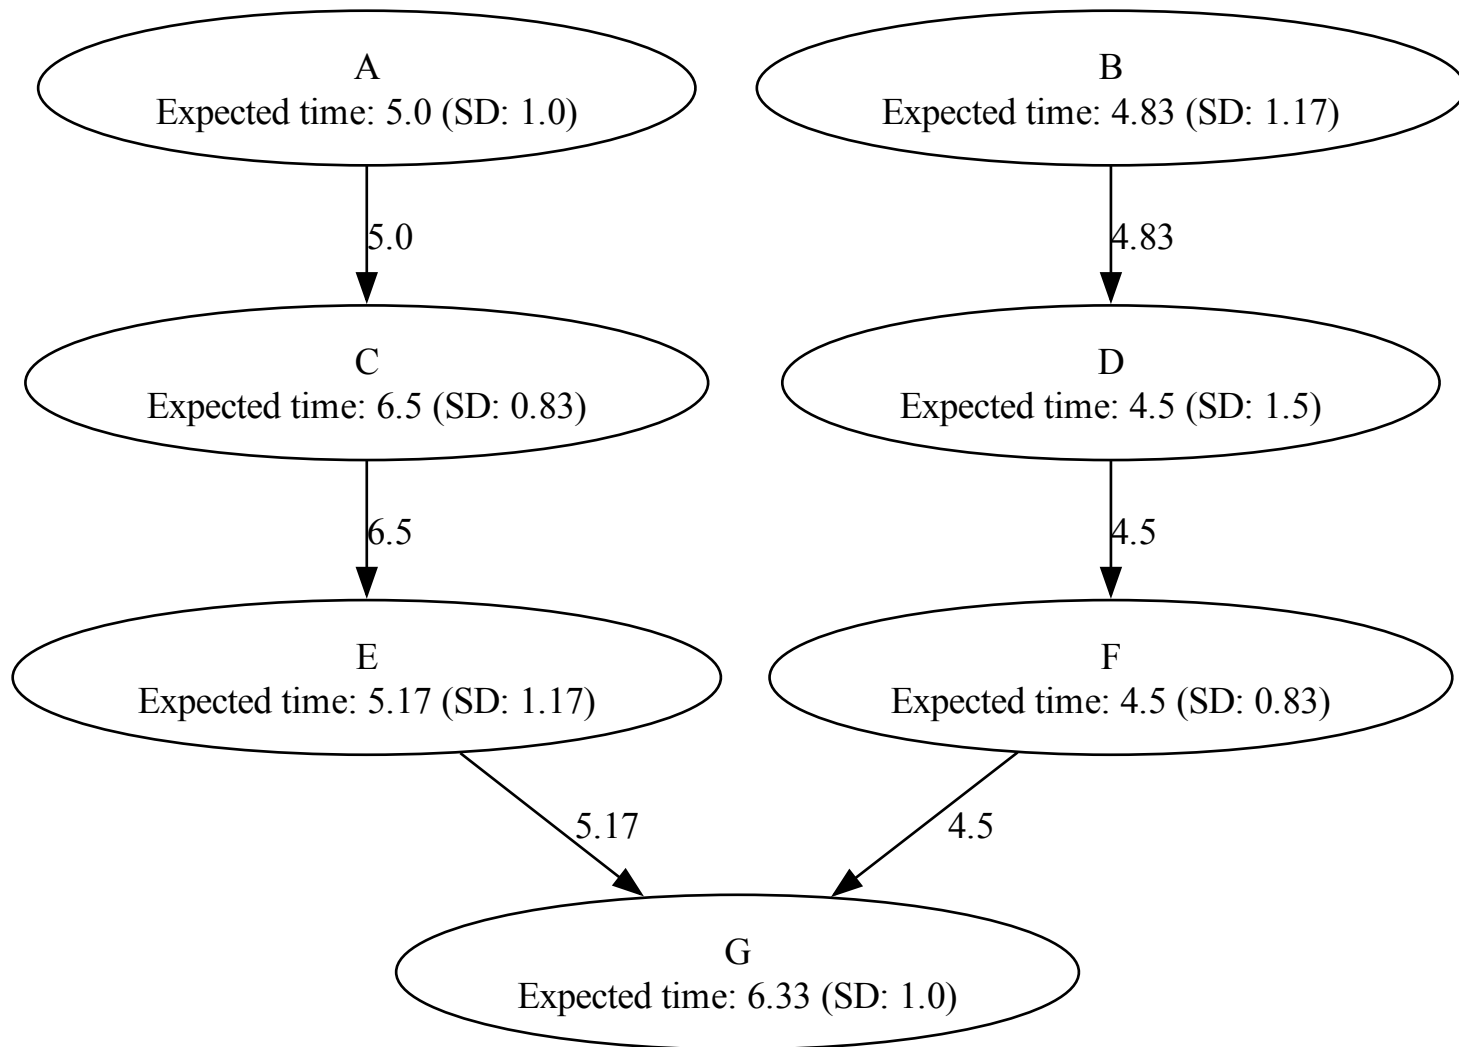 A
Expected time: 5.0 (SD: 1.0)
B
Expected time: 4.83 (SD: 1.17)
5.0
4.83
C
Expected time: 6.5 (SD: 0.83)
D
Expected time: 4.5 (SD: 1.5)
6.5
4.5
E
Expected time: 5.17 (SD: 1.17)
F
Expected time: 4.5 (SD: 0.83)
5.17
4.5
G
Expected time: 6.33 (SD: 1.0)